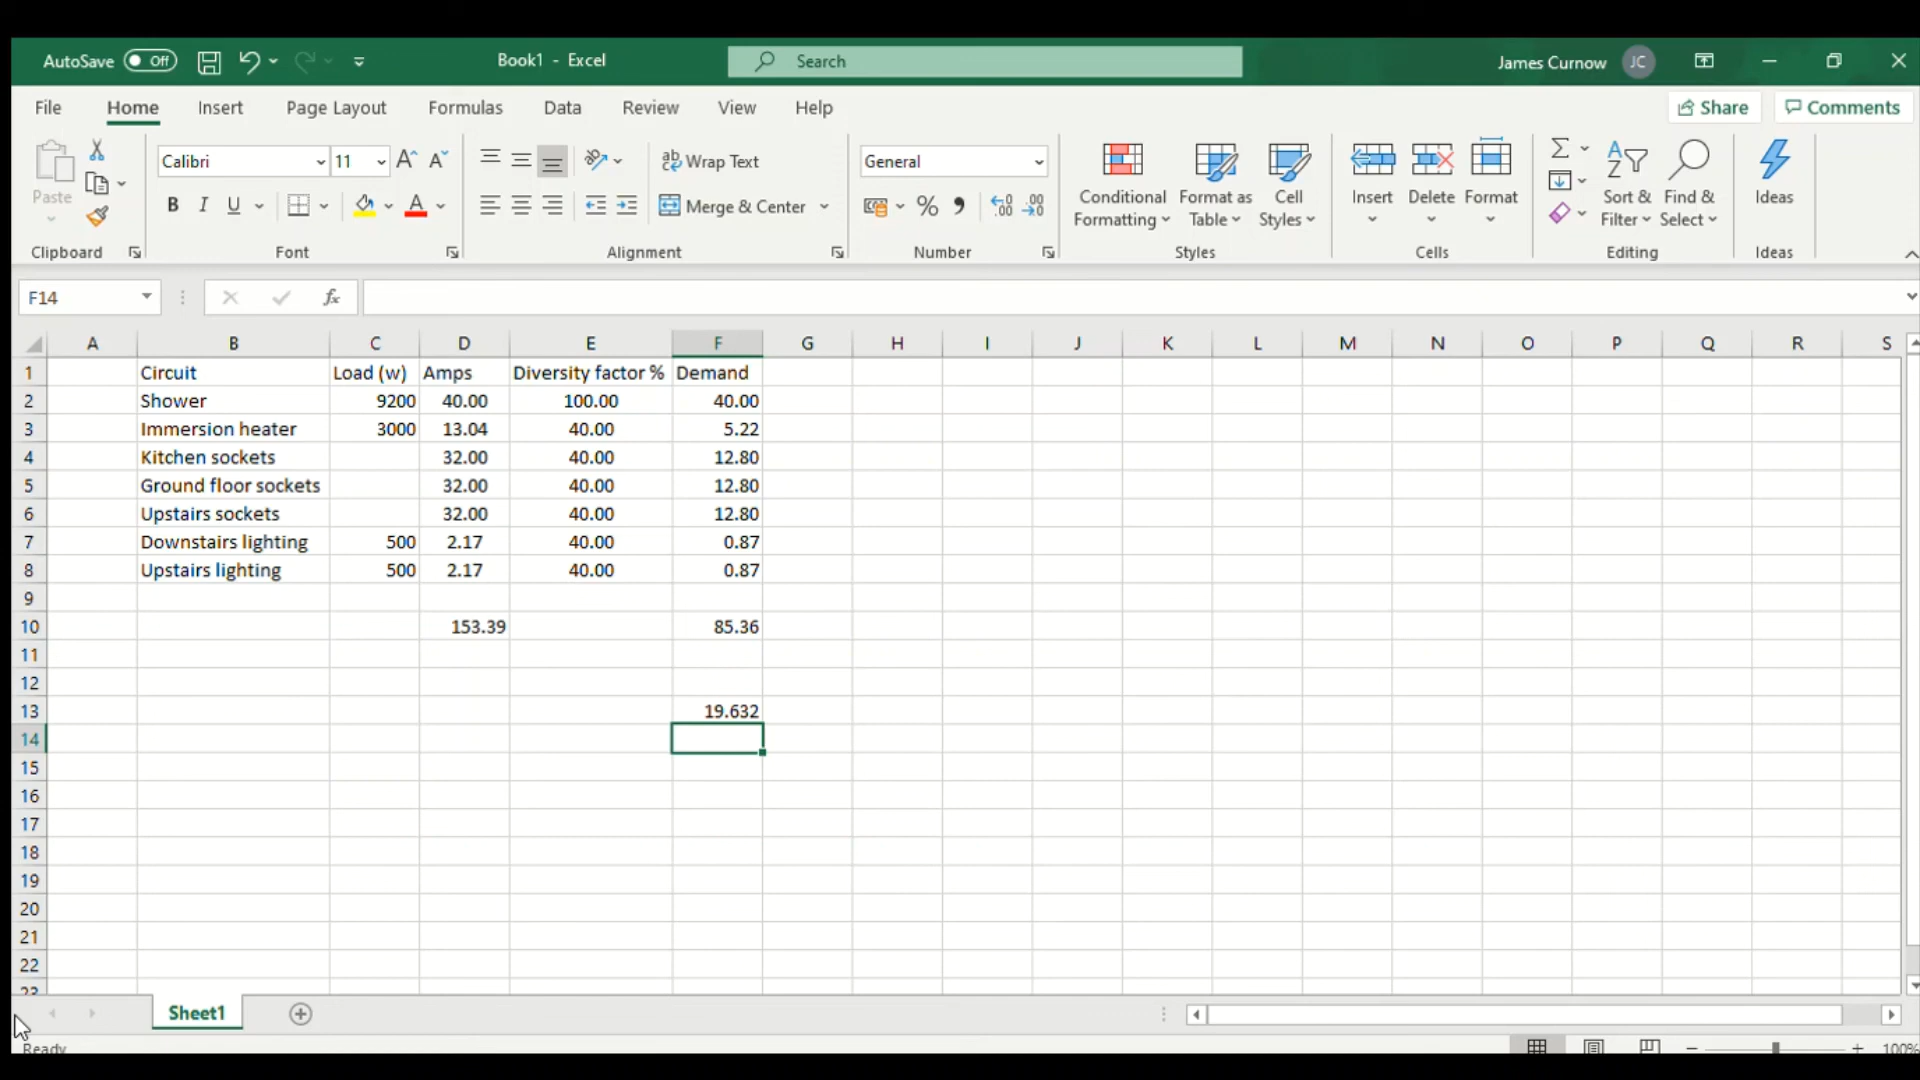 AutoSave Off Book1 - Excel Search James Curnow JC
File Home Insert Page Layout Formulas Data Review View Help Share Comments
Paste Calibri 11 Wrap Text General Conditional Formatting Format as Table Cell Styles Insert Delete Format Sort & Filter Find & Select Ideas
B I U Merge & Center
Clipboard Font Alignment Number Styles Cells Editing Ideas
F14 fx
A B C D E F G H I J K L M N O P Q R S
1 Circuit Load (w) Amps Diversity factor % Demand
2 Shower 9200 40.00 100.00 40.00
3 Immersion heater 3000 13.04 40.00 5.22
4 Kitchen sockets 32.00 40.00 12.80
5 Ground floor sockets 32.00 40.00 12.80
6 Upstairs sockets 32.00 40.00 12.80
7 Downstairs lighting 500 2.17 40.00 0.87
8 Upstairs lighting 500 2.17 40.00 0.87
9
10 153.39 85.36
11
12
13 19.632
14
15
16
17
18
19
20
21
22
23
Sheet1
Ready 100%